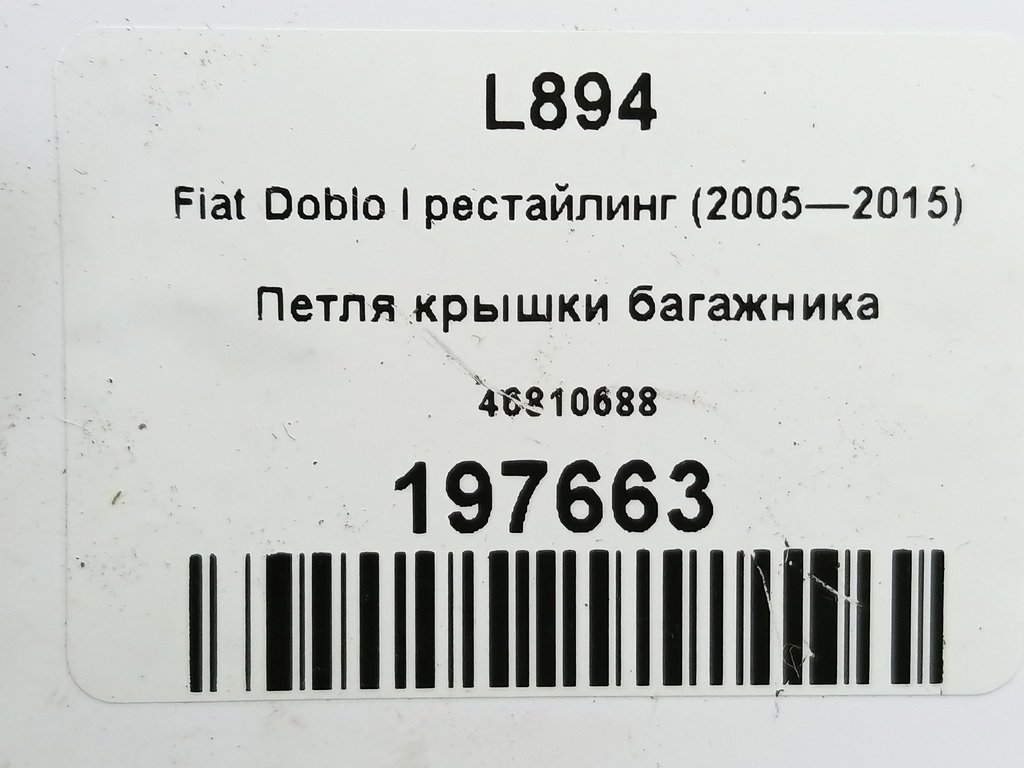 L894
Fiat Doblo I рестайлинг (2005—2015)
Петля крышки багажника
46810688
197663